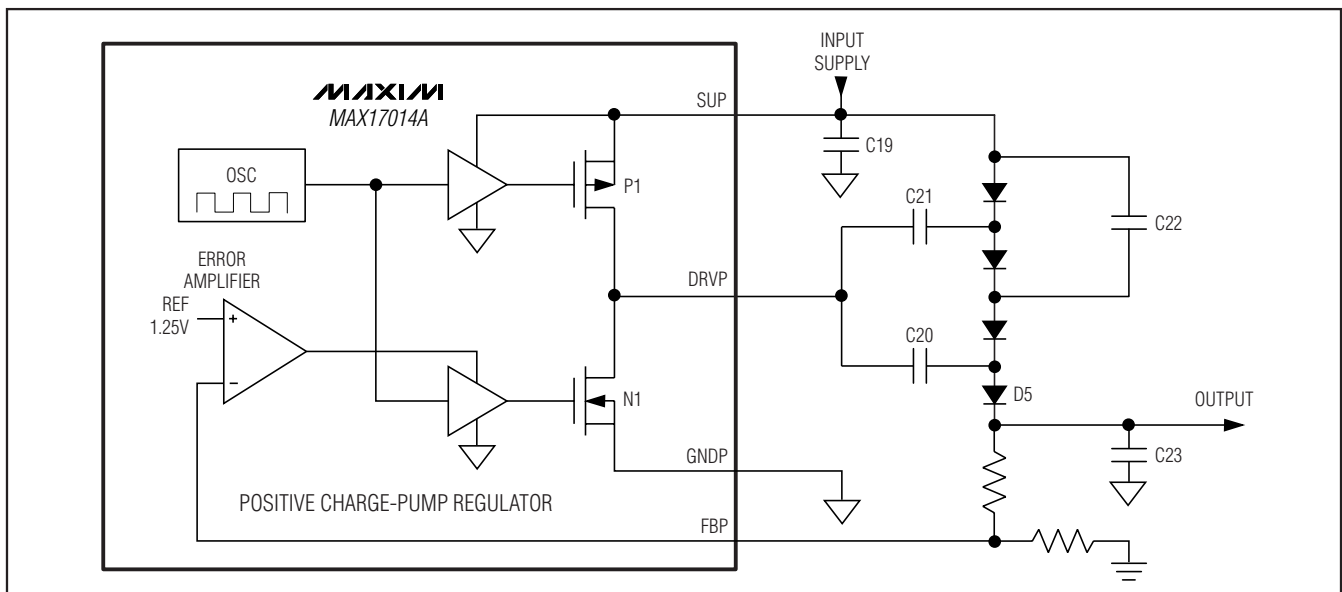 INPUT
SUPPLY
MAXIM
MAX17014A
SUP
C19
OSC
P1
C21
C22
ERROR
AMPLIFIER
REF
1.25V
+
−
DRVP
C20
N1
D5
OUTPUT
GNDP
C23
POSITIVE CHARGE-PUMP REGULATOR
FBP